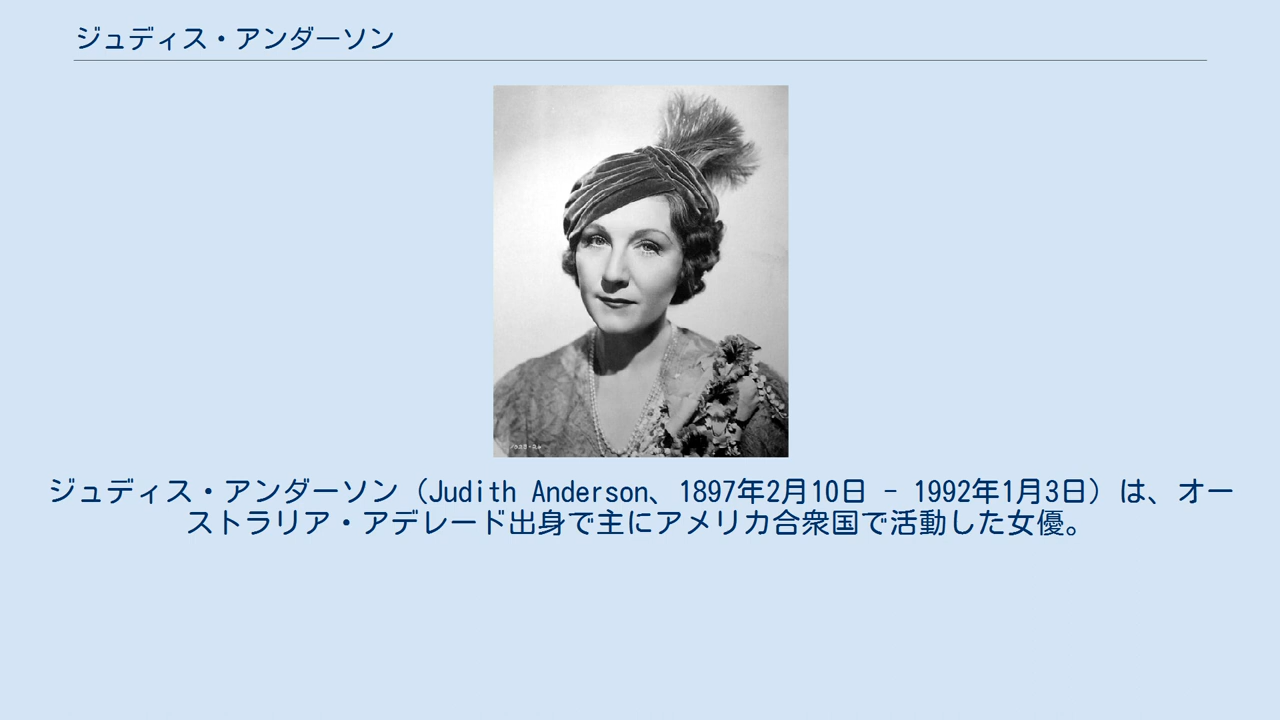 ジュディス・アンダーソン
ジュディス・アンダーソン（Judith Anderson、1897年2月10日 - 1992年1月3日）は、オー
ストラリア・アデレード出身で主にアメリカ合衆国で活動した女優。